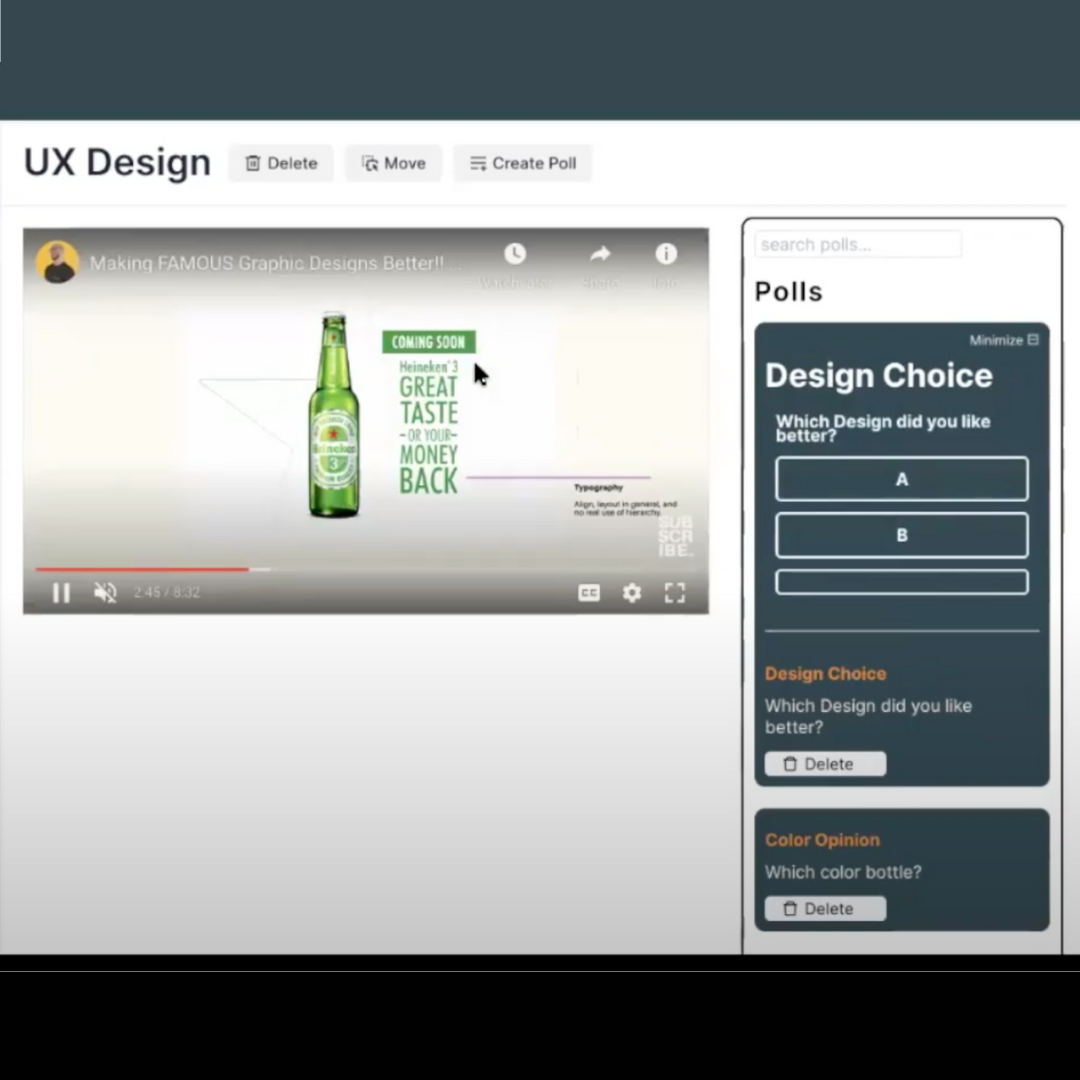 UX Design
Delete
Move
Create Poll
Making FAMOUS Graphic Designs Better!! ...
Share
Info
COMING SOON
Heineken'3
GREAT
TASTE
-OR YOUR-
MONEY
BACK
Heineken
3
Typography
Align, layout in general, and
no real use of hierarchy.
SUB
SCR
IBE.
2:45 / 8:32
CC
search polls...
Polls
Minimize
Design Choice
Which Design did you like
better?
A
B
Design Choice
Which Design did you like
better?
Delete
Color Opinion
Which color bottle?
Delete